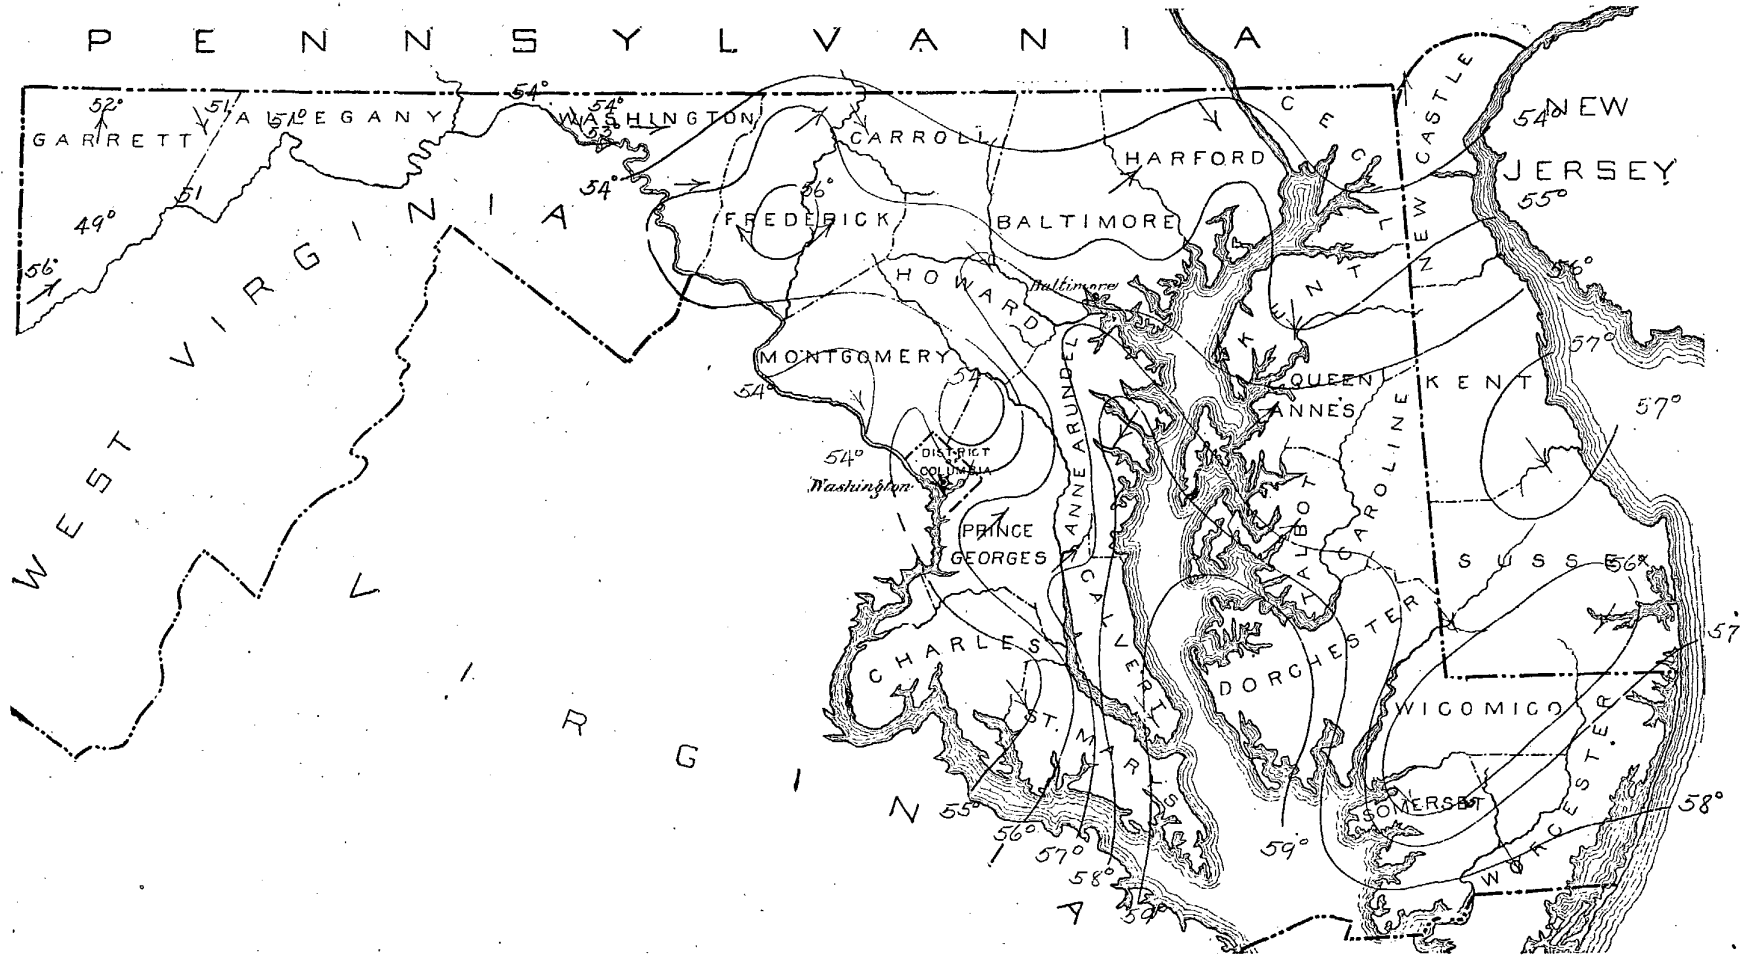 PENNSYLVANIA
NEW
JERSEY
WEST VIRGINIA
VIRGINIA
GARRETT
ALLEGANY
WASHINGTON
FREDERICK
CARROLL
BALTIMORE
HARFORD
CECIL
NEW CASTLE
HOWARD
Baltimore
MONTGOMERY
DISTRICT
COLUMBIA
Washington
PRINCE
GEORGES
ANNE ARUNDEL
CALVERT
CHARLES
ST. MARYS
KENT
QUEEN
ANNE'S
CAROLINE
TALBOT
DORCHESTER
KENT
SUSSEX
WICOMICO
SOMERSET
WORCESTER
52°
51
51°
49°
51
56°
54°
54°
53°
54°
56°
54°
54
54°
54°
55°
56°
57°
57°
56°
57
58°
59°
55°
56°
57°
58°
59°